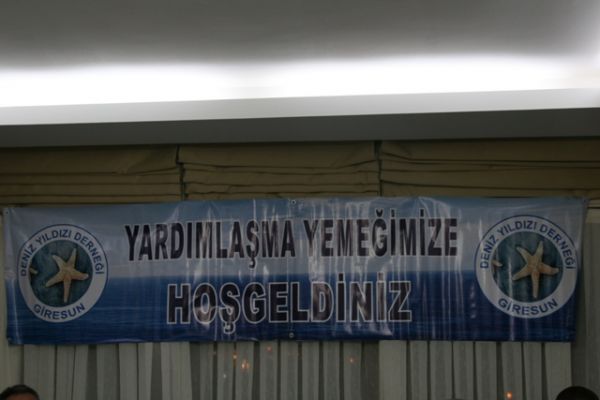 DENİZ YILDIZI DERNEĞİ
GİRESUN
YARDIMLAŞMA YEMEĞİMİZE
HOŞGELDİNİZ
DENİZ YILDIZI DERNEĞİ
GİRESUN